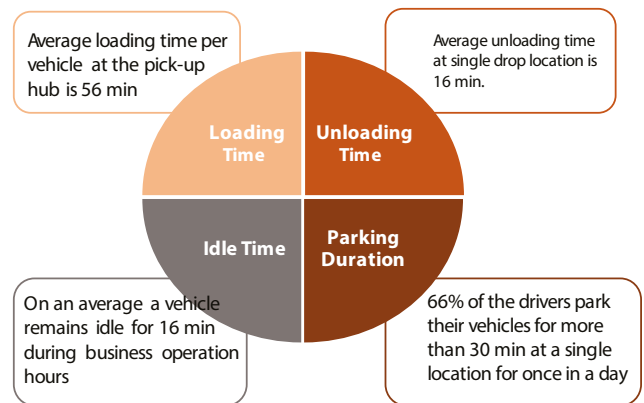 Average loading time per
vehicle at the pick-up
hub is 56 min
Average unloading time
at single drop location is
16 min.
Loading
Time
Unloading
Time
Idle Time
Parking
Duration
On an average a vehicle
remains idle for 16 min
during business operation
hours
66% of the drivers park
their vehicles for more
than 30 min at a single
location for once in a day